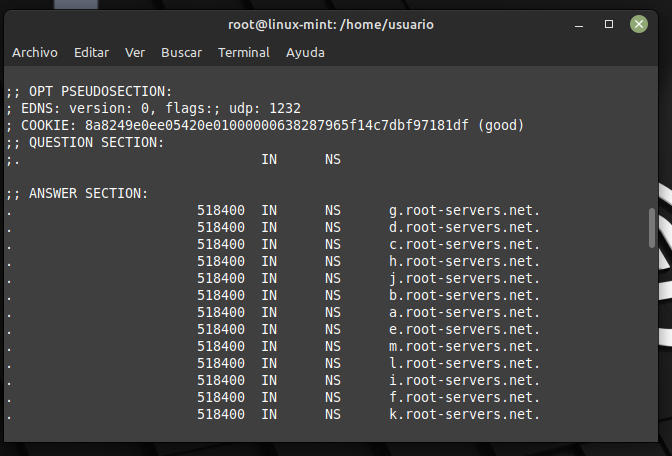 root@linux-mint: /home/usuario
Archivo Editar Ver Buscar Terminal Ayuda
;; OPT PSEUDOSECTION:
; EDNS: version: 0, flags:; udp: 1232
; COOKIE: 8a8249e0ee05420e01000000638287965f14c7dbf97181df (good)
;; QUESTION SECTION:
;. IN NS
;; ANSWER SECTION:
. 518400 IN NS g.root-servers.net.
. 518400 IN NS d.root-servers.net.
. 518400 IN NS c.root-servers.net.
. 518400 IN NS h.root-servers.net.
. 518400 IN NS j.root-servers.net.
. 518400 IN NS b.root-servers.net.
. 518400 IN NS a.root-servers.net.
. 518400 IN NS e.root-servers.net.
. 518400 IN NS m.root-servers.net.
. 518400 IN NS l.root-servers.net.
. 518400 IN NS i.root-servers.net.
. 518400 IN NS f.root-servers.net.
. 518400 IN NS k.root-servers.net.